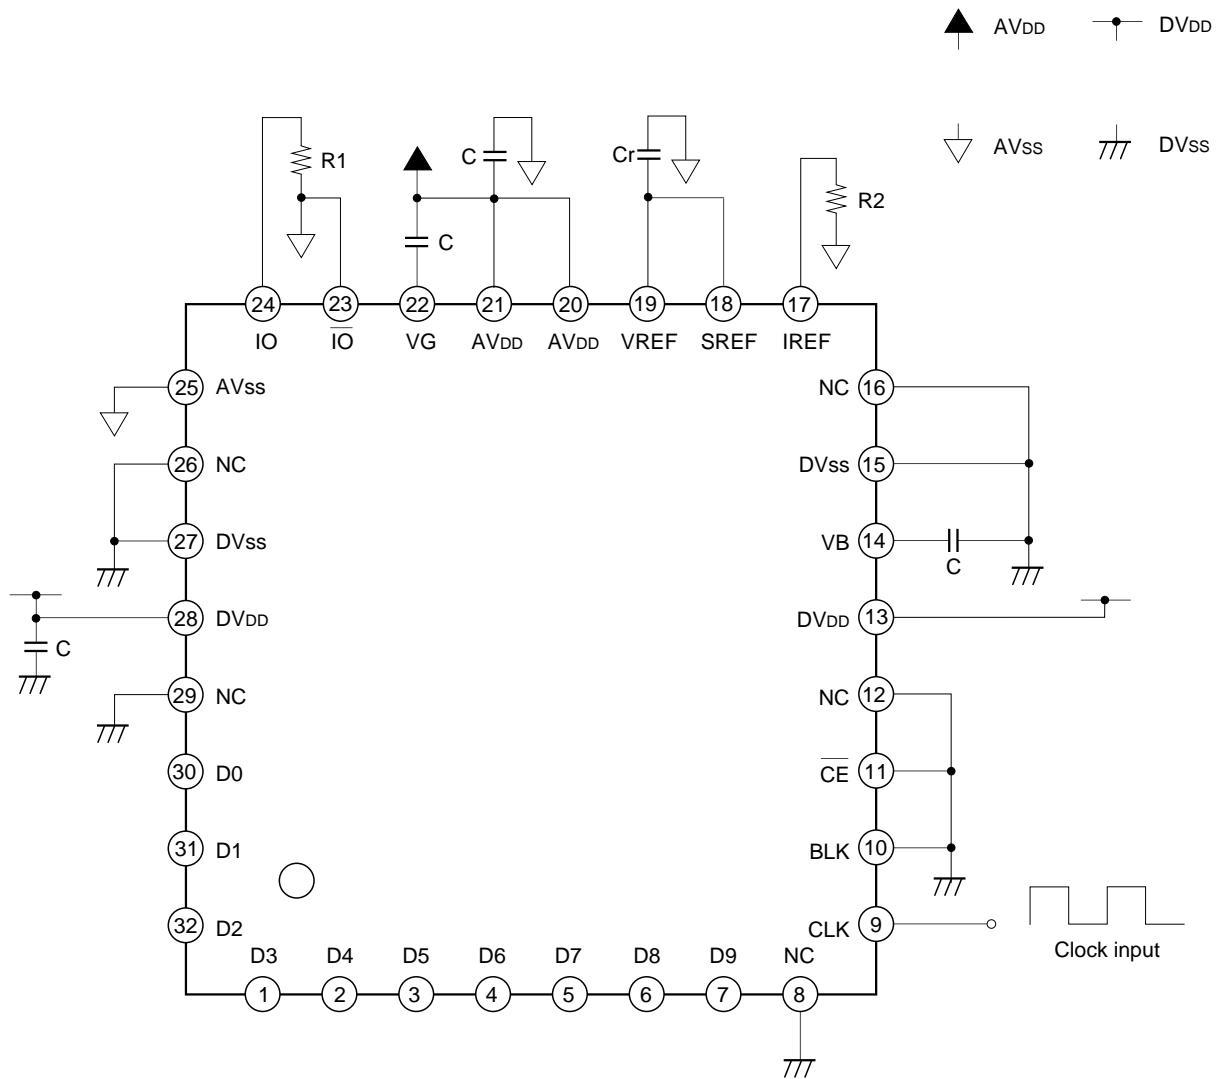 AVDD
DVDD
AVSS
DVSS
R1
C
Cr
R2
C
24
23
22
21
20
19
18
17
IO
IO
VG
AVDD
AVDD
VREF
SREF
IREF
25
AVss
NC
16
26
NC
DVss
15
27
DVss
VB
14
C
28
DVDD
DVDD
13
C
29
NC
NC
12
30
D0
CE
11
31
D1
BLK
10
32
D2
CLK
9
Clock input
D3
D4
D5
D6
D7
D8
D9
NC
1
2
3
4
5
6
7
8